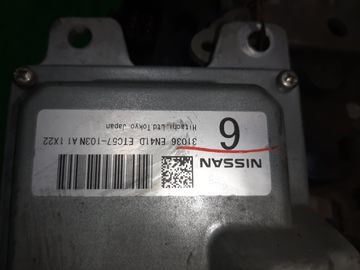 NISSAN
6
31036 EN41D ETC57-103N A1 1X22
Hitachi, Ltd Tokyo Japan